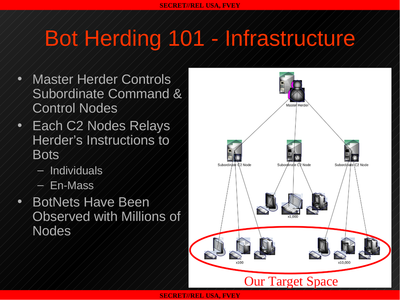 SECRET//REL USA, FVEY
Bot Herding 101 - Infrastructure
• Master Herder Controls
Subordinate Command &
Control Nodes
• Each C2 Nodes Relays
Herder's Instructions to
Bots
– Individuals
– En-Mass
• BotNets Have Been
Observed with Millions of
Nodes
Master Herder
Subordinate C2 Node
Subordinate C2 Node
Subordinate C2 Node
x1,000
x100
x10,000
Our Target Space
SECRET//REL USA, FVEY